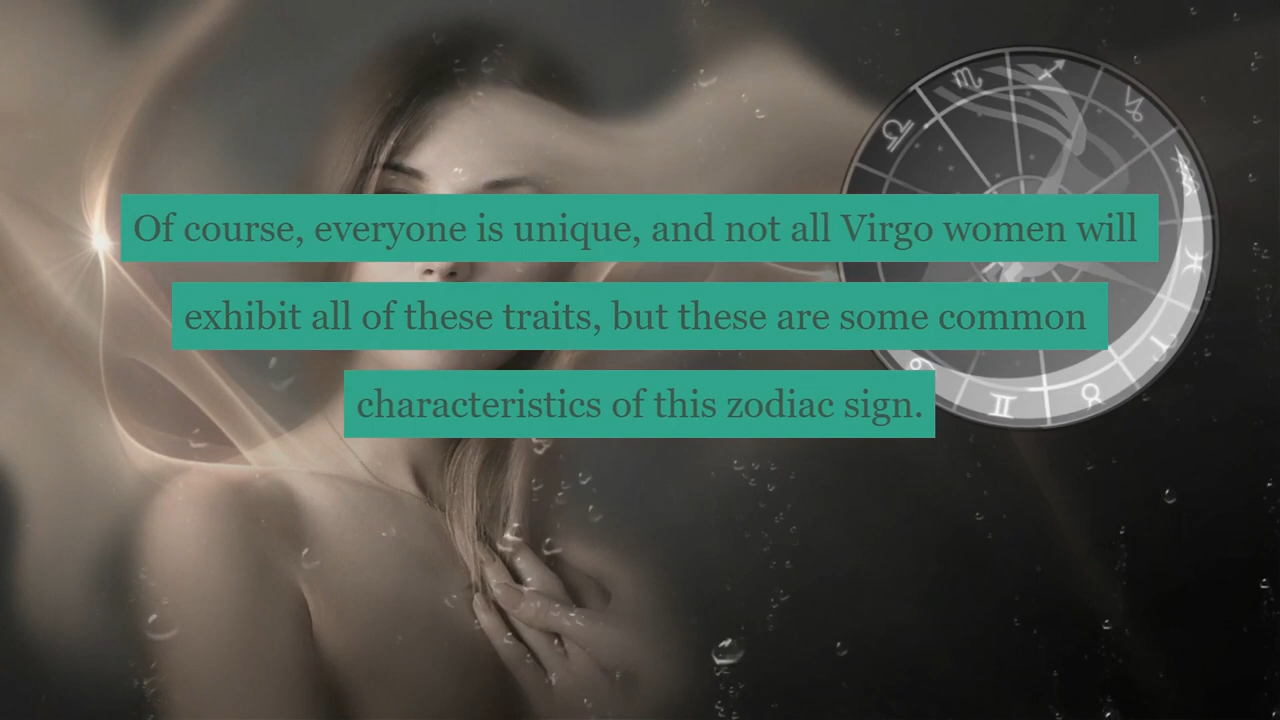 Of course, everyone is unique, and not all Virgo women will
exhibit all of these traits, but these are some common
characteristics of this zodiac sign.